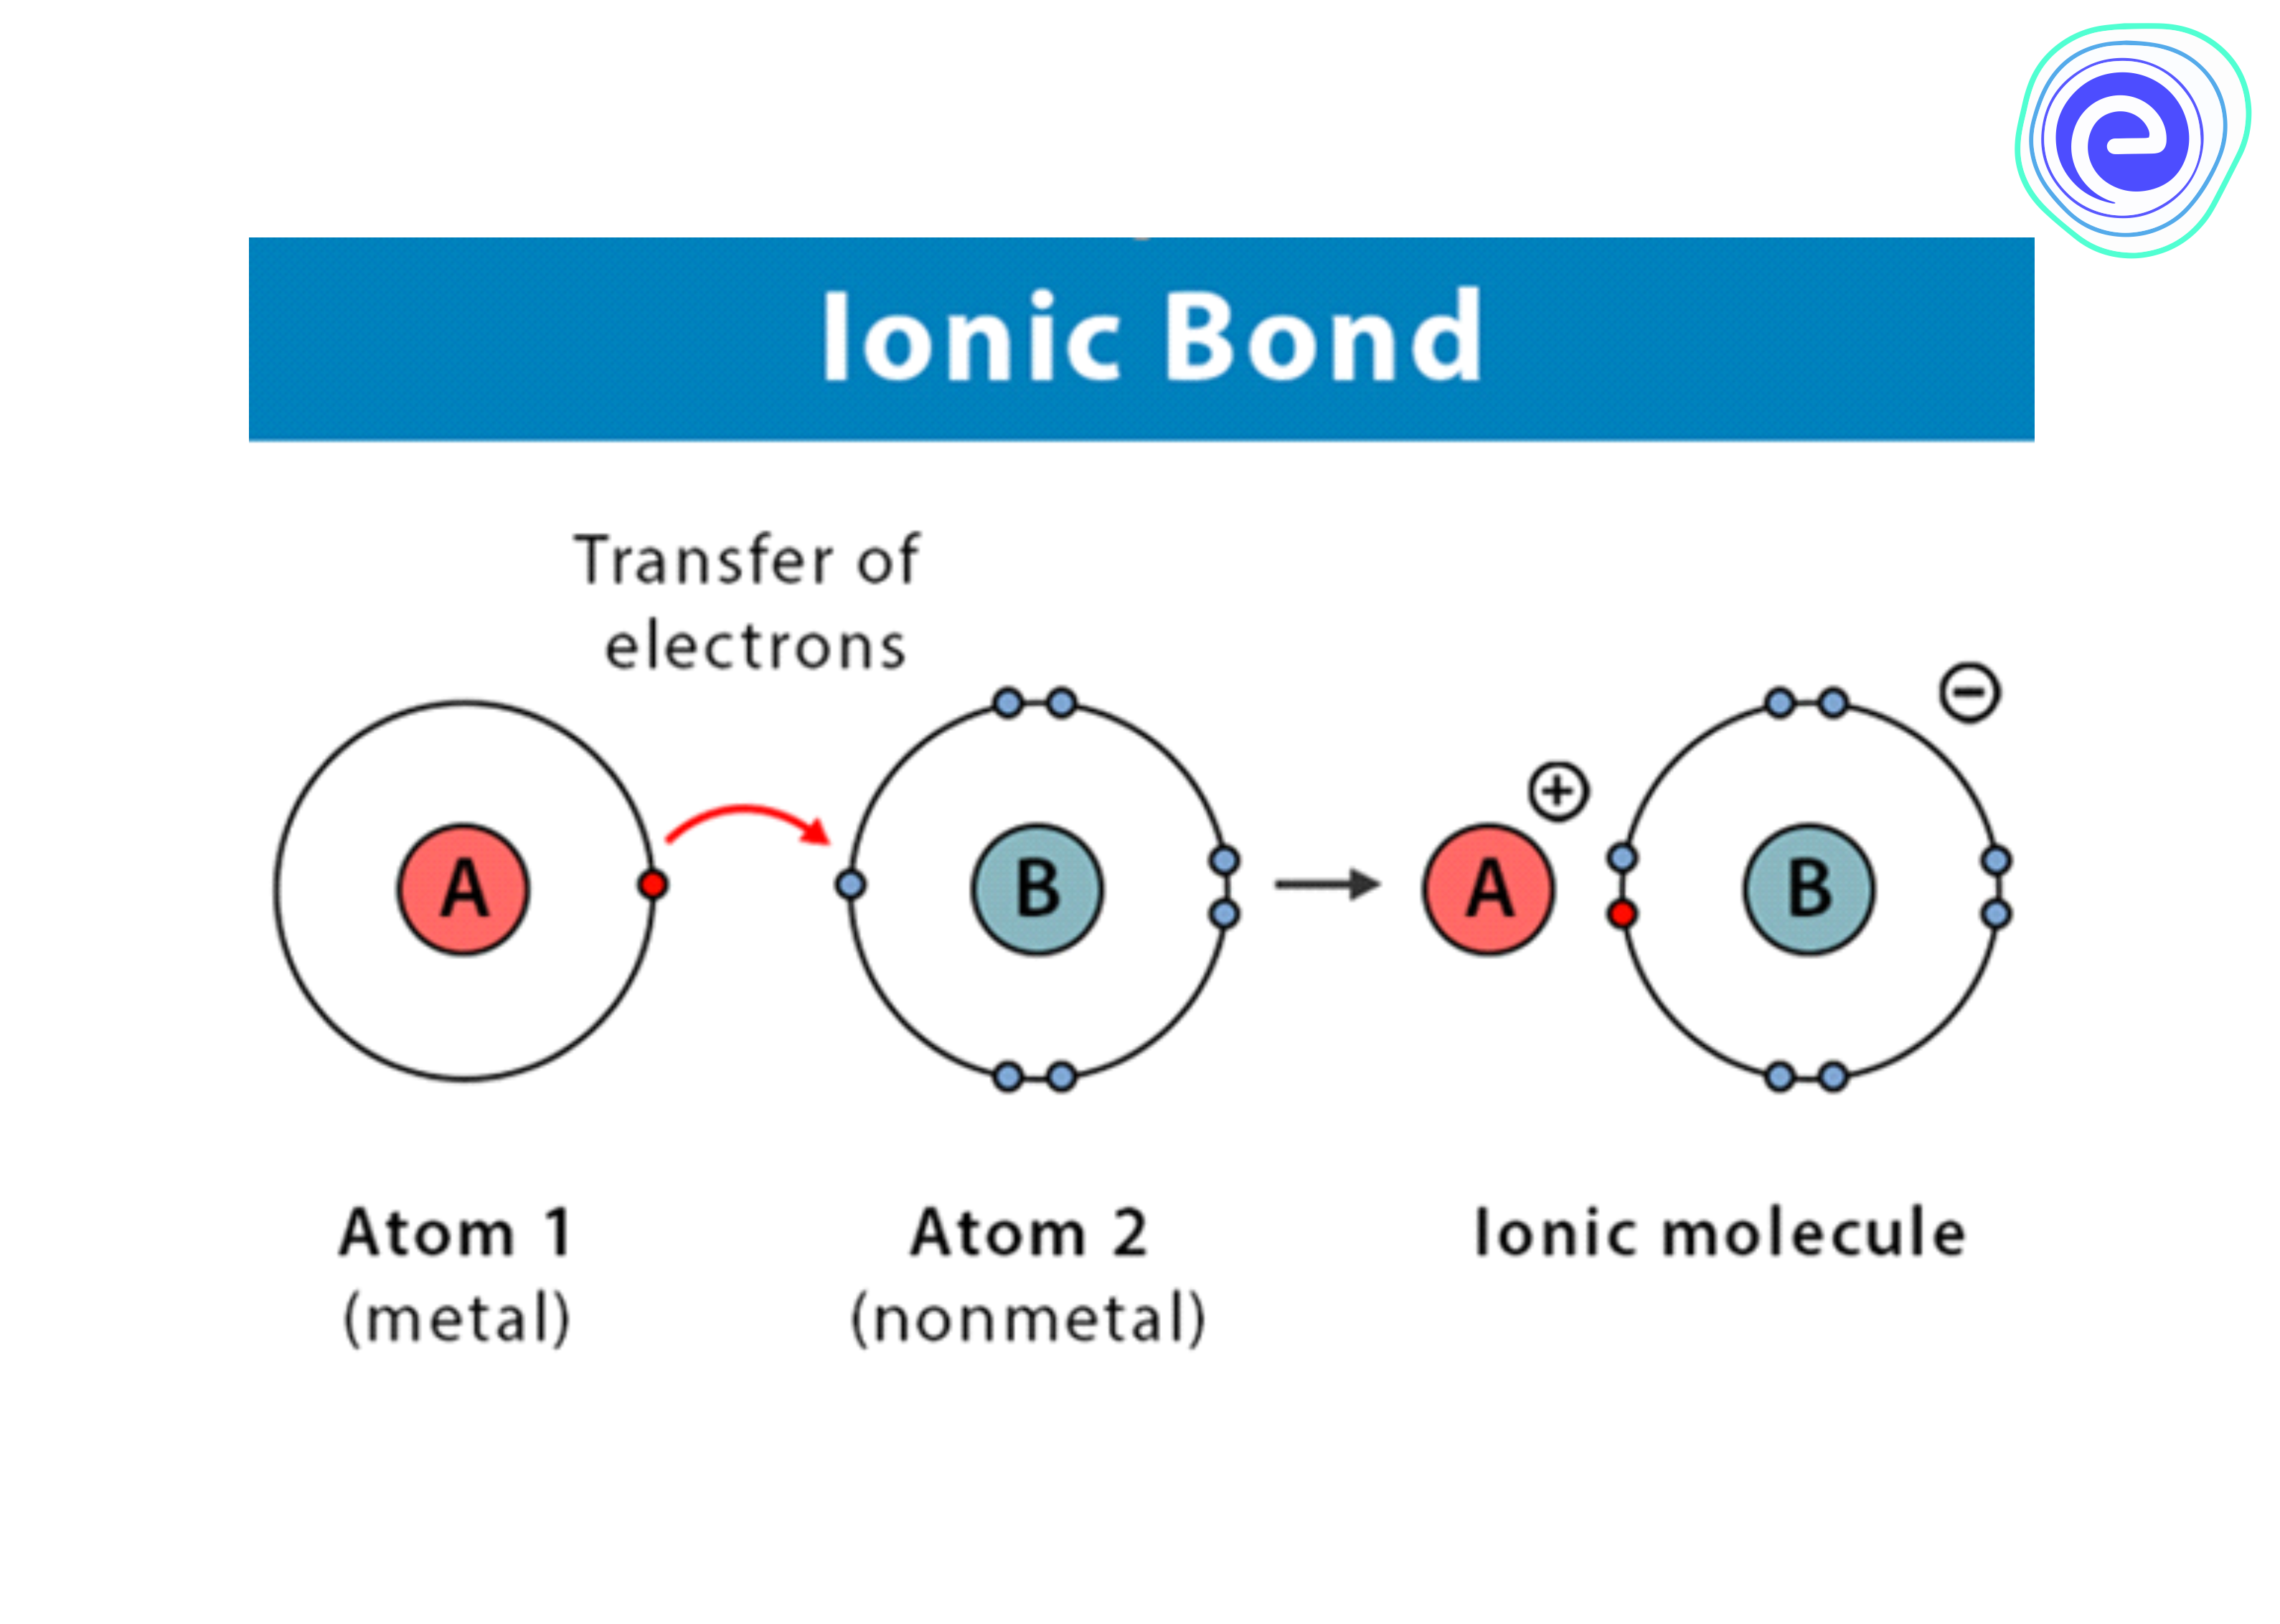 e
Ionic Bond
Transfer of
electrons
A
B
A
+
B
−
Atom 1
(metal)
Atom 2
(nonmetal)
Ionic molecule